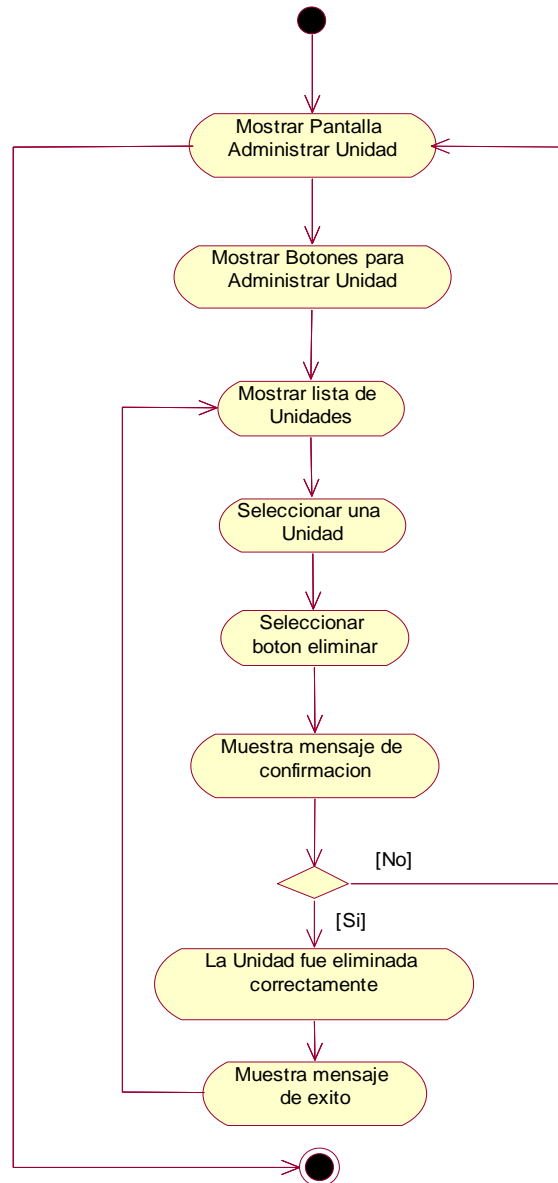 Mostrar Pantalla
Administrar Unidad
Mostrar Botones para
Administrar Unidad
Mostrar lista de
Unidades
Seleccionar una
Unidad
Seleccionar
boton eliminar
Muestra mensaje de
confirmacion
[No]
[Si]
La Unidad fue eliminada
correctamente
Muestra mensaje
de exito